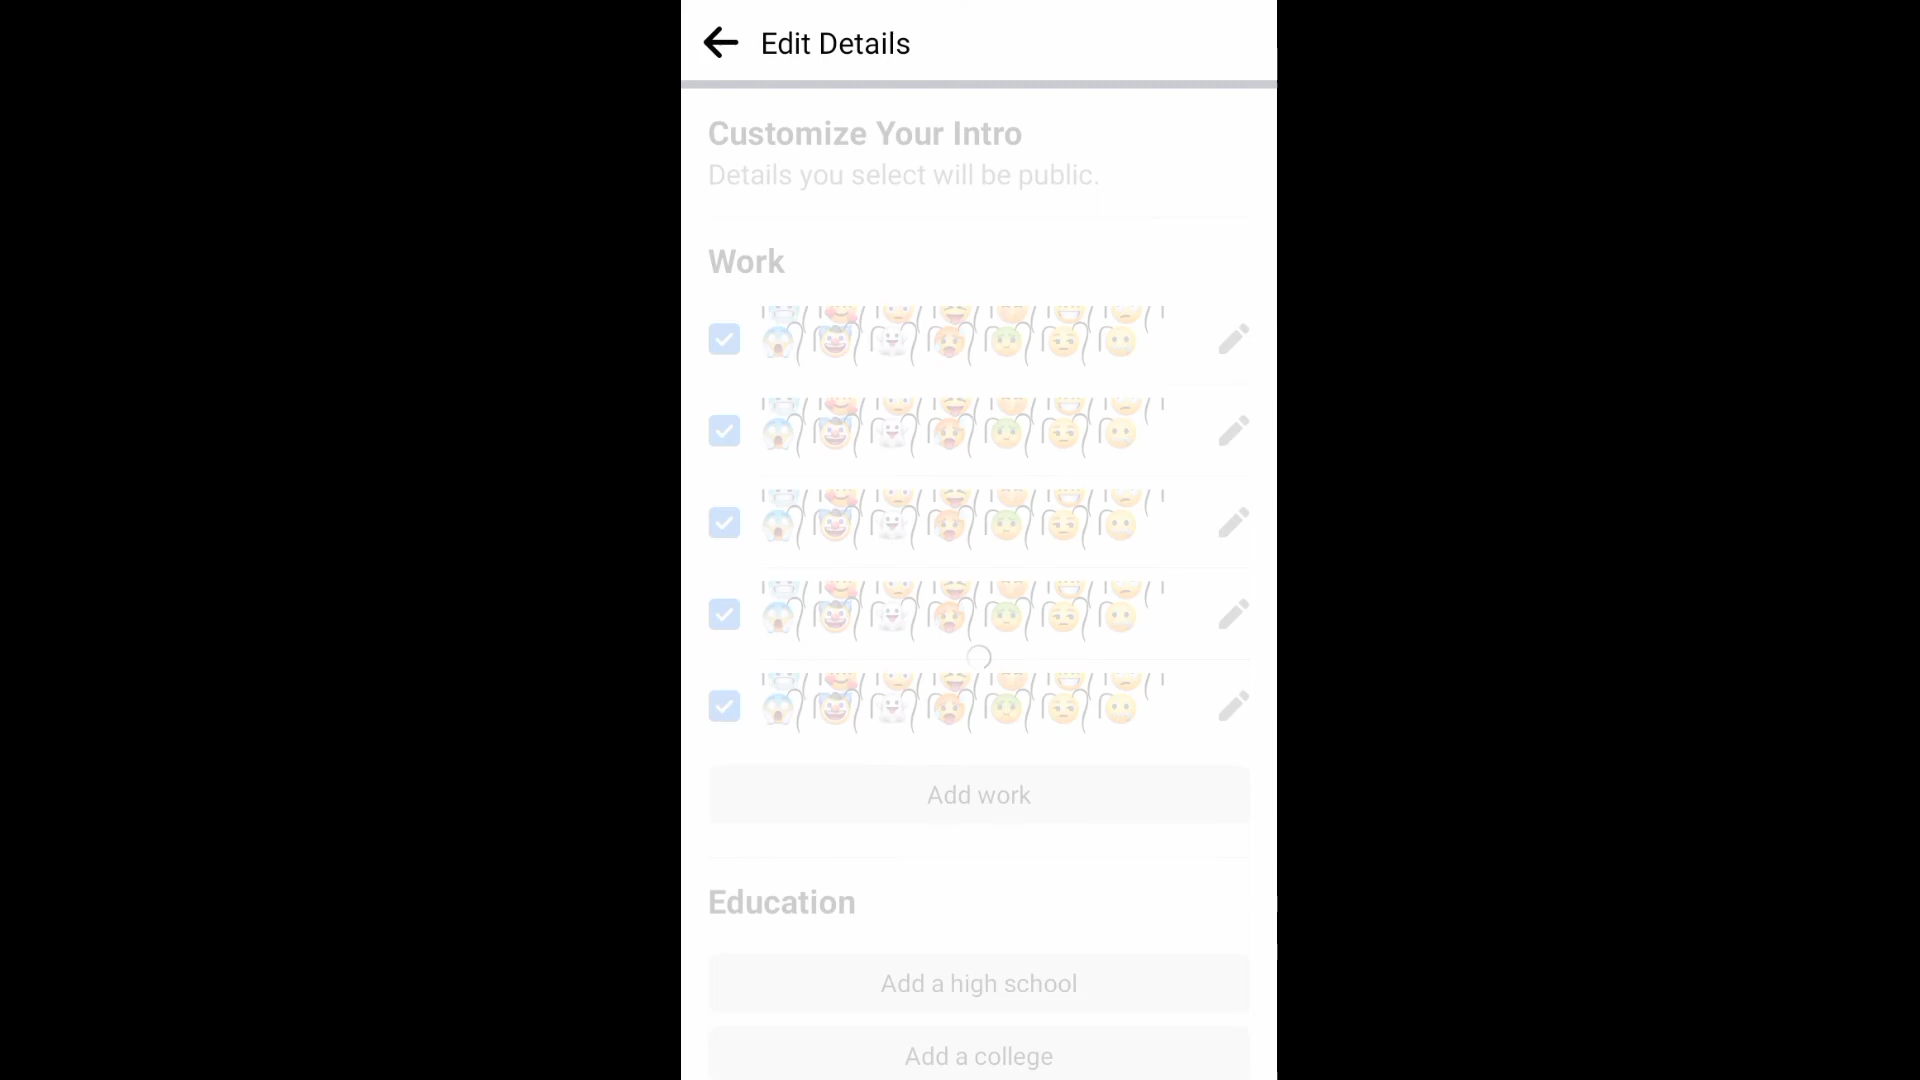 Edit Details
Customize Your Intro
Details you select will be public.
Work
Add work
Education
Add a high school
Add a college